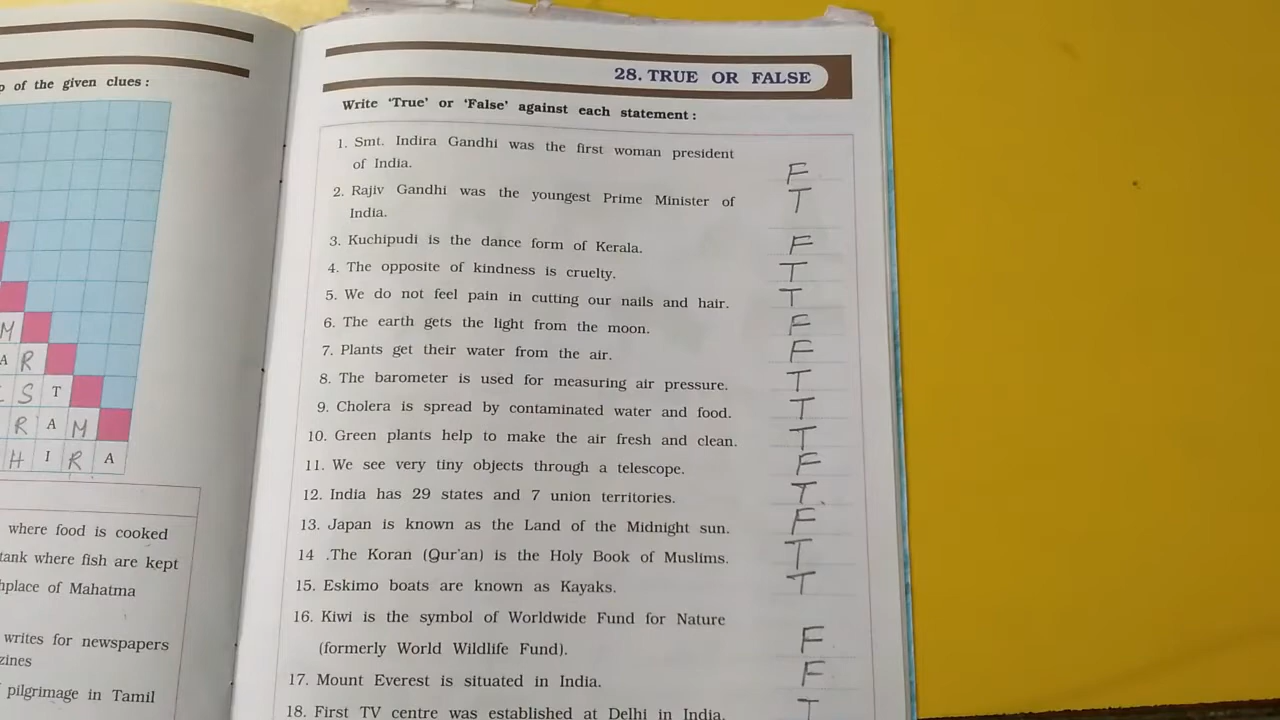 p of the given clues :
M
A R
S T
R A M
H I R A
where food is cooked
tank where fish are kept
hplace of Mahatma
writes for newspapers
zines
pilgrimage in Tamil
28. TRUE OR FALSE
Write 'True' or 'False' against each statement :
1. Smt. Indira Gandhi was the first woman president
of India. F
2. Rajiv Gandhi was the youngest Prime Minister of T
India.
3. Kuchipudi is the dance form of Kerala. F
4. The opposite of kindness is cruelty. T
5. We do not feel pain in cutting our nails and hair. T
6. The earth gets the light from the moon. F
7. Plants get their water from the air. F
8. The barometer is used for measuring air pressure. T
9. Cholera is spread by contaminated water and food. T
10. Green plants help to make the air fresh and clean. T
11. We see very tiny objects through a telescope. F
12. India has 29 states and 7 union territories. T.
13. Japan is known as the Land of the Midnight sun. F
14 .The Koran (Qur'an) is the Holy Book of Muslims. T
15. Eskimo boats are known as Kayaks. T
16. Kiwi is the symbol of Worldwide Fund for Nature
(formerly World Wildlife Fund). F
17. Mount Everest is situated in India. F
18. First TV centre was established at Delhi in India. T